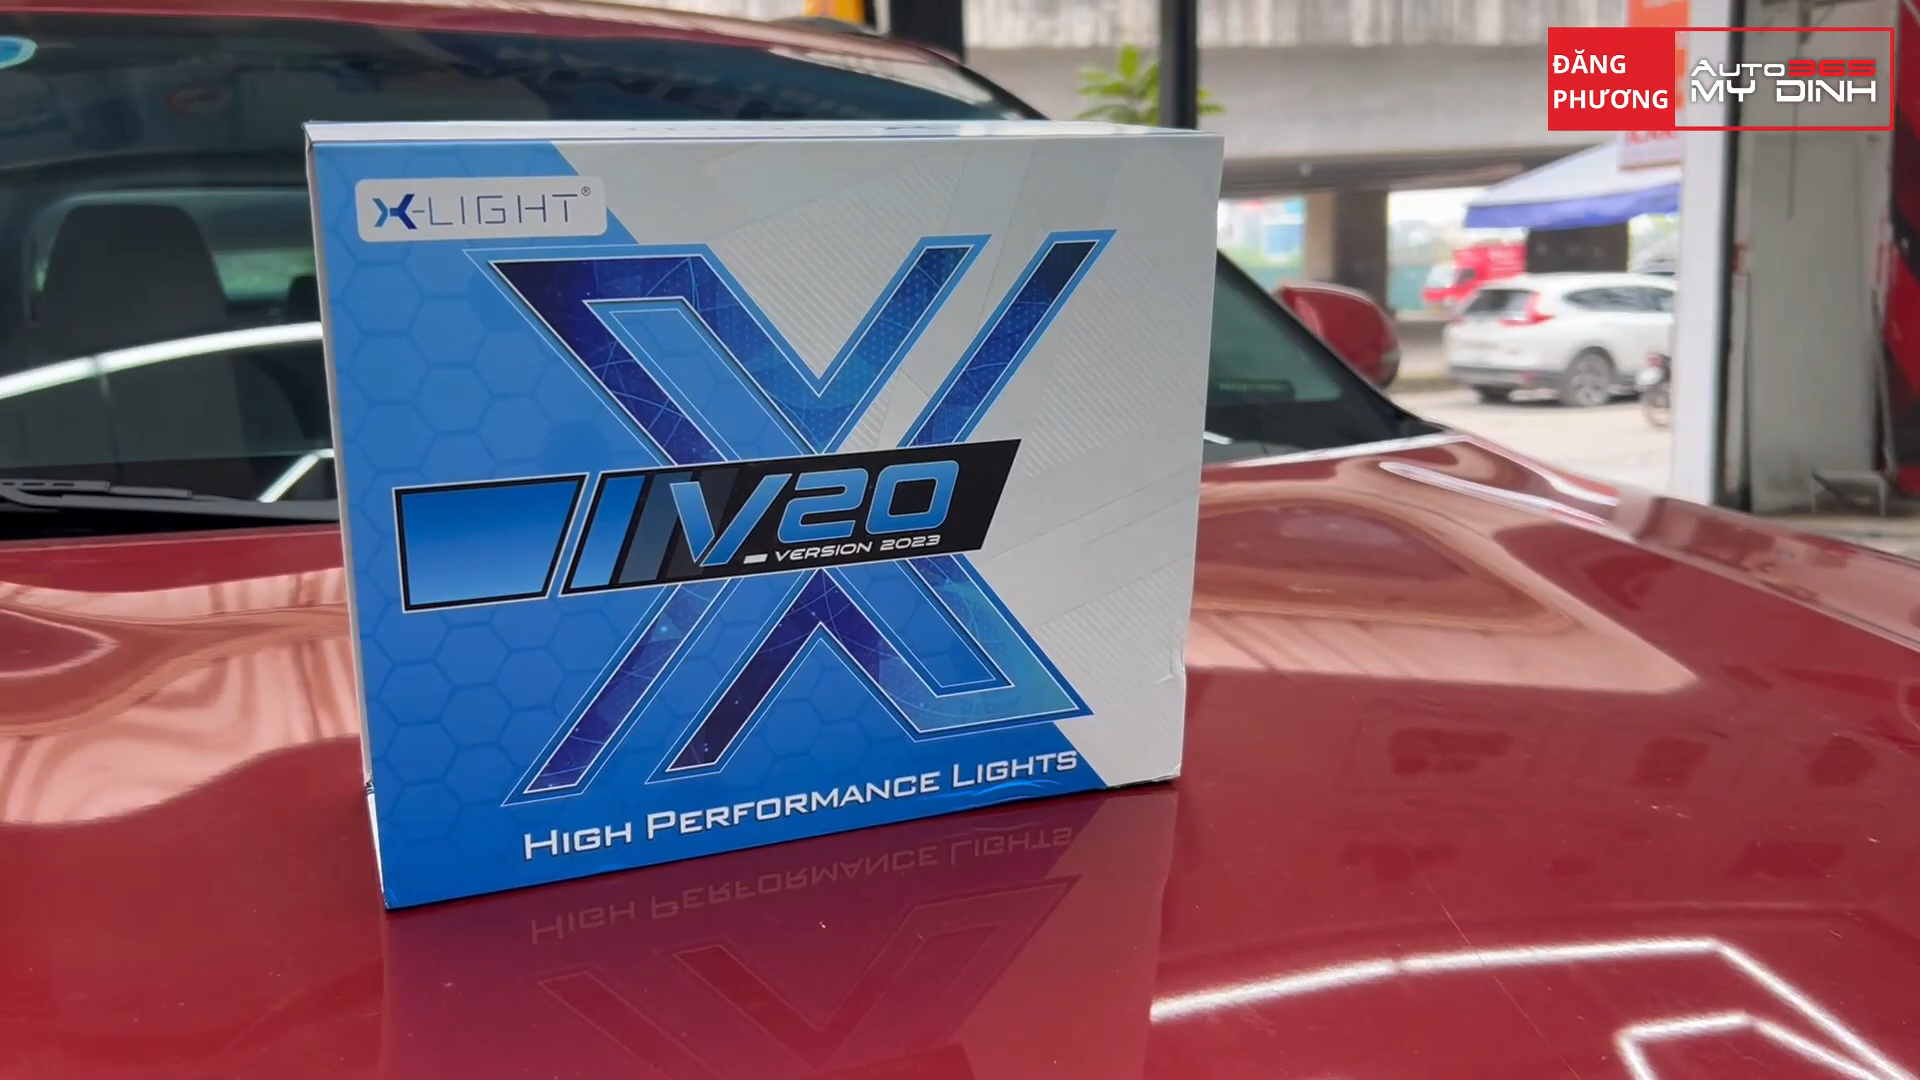 ĐĂNG
PHƯƠNG
AUTO365
MY DINH
X-LIGHT®
V20
VERSION 2023
HIGH PERFORMANCE LIGHTS